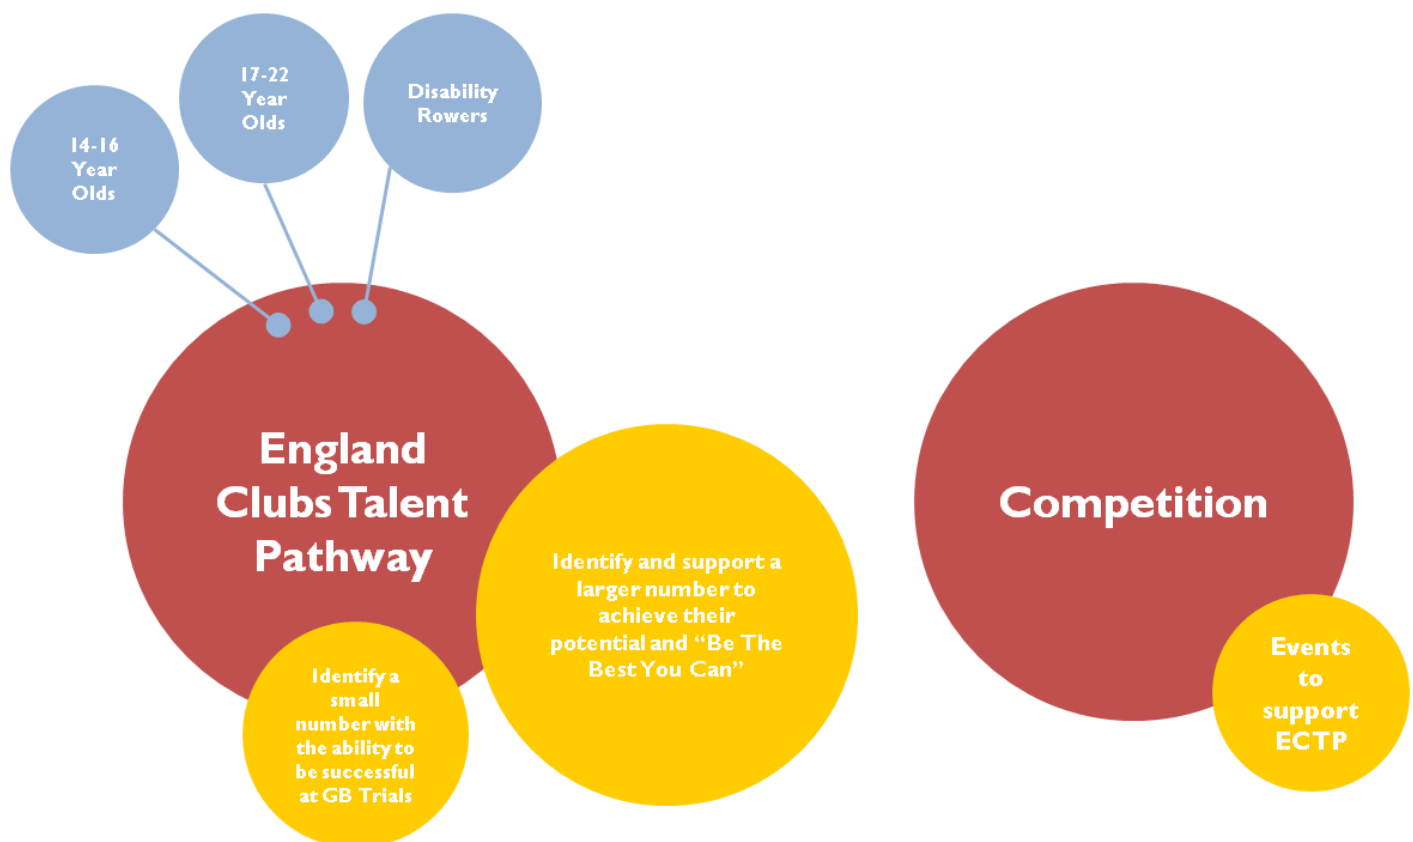 14-16
Year
Olds
17-22
Year
Olds
Disability
Rowers
England
Clubs Talent
Pathway
Identify a
small
number with
the ability to
be successful
at GB Trials
Identify and support a
larger number to
achieve their
potential and “Be The
Best You Can”
Competition
Events
to
support
ECTP